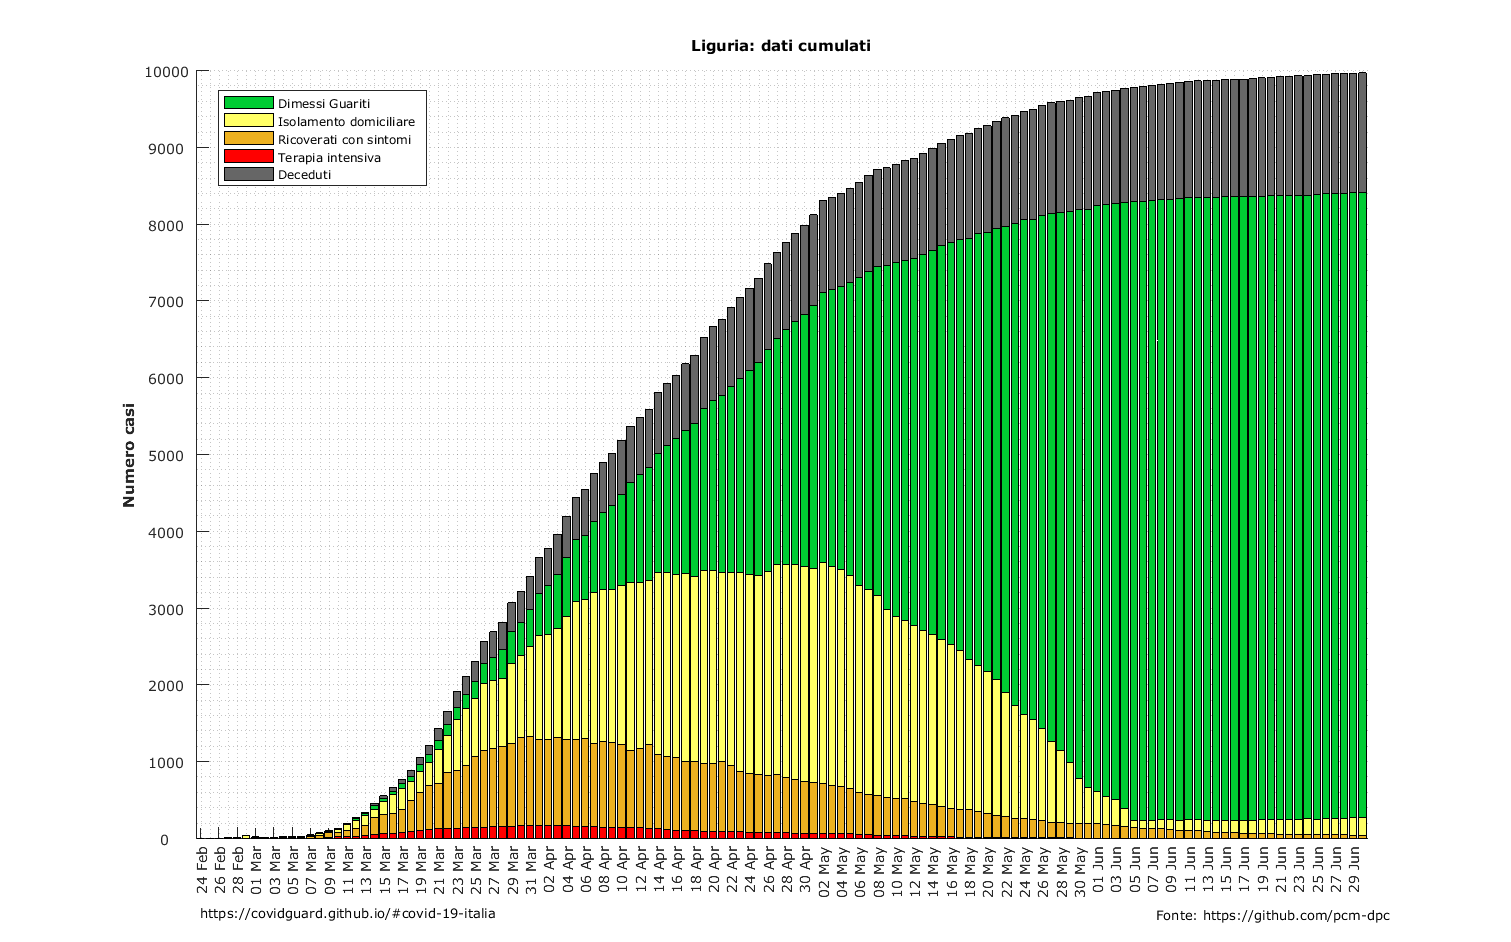 Liguria: dati cumulati
10000
9000
8000
7000
6000
5000
4000
3000
2000
1000
0
Numero casi
Dimessi Guariti
Isolamento domiciliare
Ricoverati con sintomi
Terapia intensiva
Deceduti
24 Feb
26 Feb
28 Feb
01 Mar
03 Mar
05 Mar
07 Mar
09 Mar
11 Mar
13 Mar
15 Mar
17 Mar
19 Mar
21 Mar
23 Mar
25 Mar
27 Mar
29 Mar
31 Mar
02 Apr
04 Apr
06 Apr
08 Apr
10 Apr
12 Apr
14 Apr
16 Apr
18 Apr
20 Apr
22 Apr
24 Apr
26 Apr
28 Apr
30 Apr
02 May
04 May
06 May
08 May
10 May
12 May
14 May
16 May
18 May
20 May
22 May
24 May
26 May
28 May
30 May
01 Jun
03 Jun
05 Jun
07 Jun
09 Jun
11 Jun
13 Jun
15 Jun
17 Jun
19 Jun
21 Jun
23 Jun
25 Jun
27 Jun
29 Jun
https://covidguard.github.io/#covid-19-italia
Fonte: https://github.com/pcm-dpc